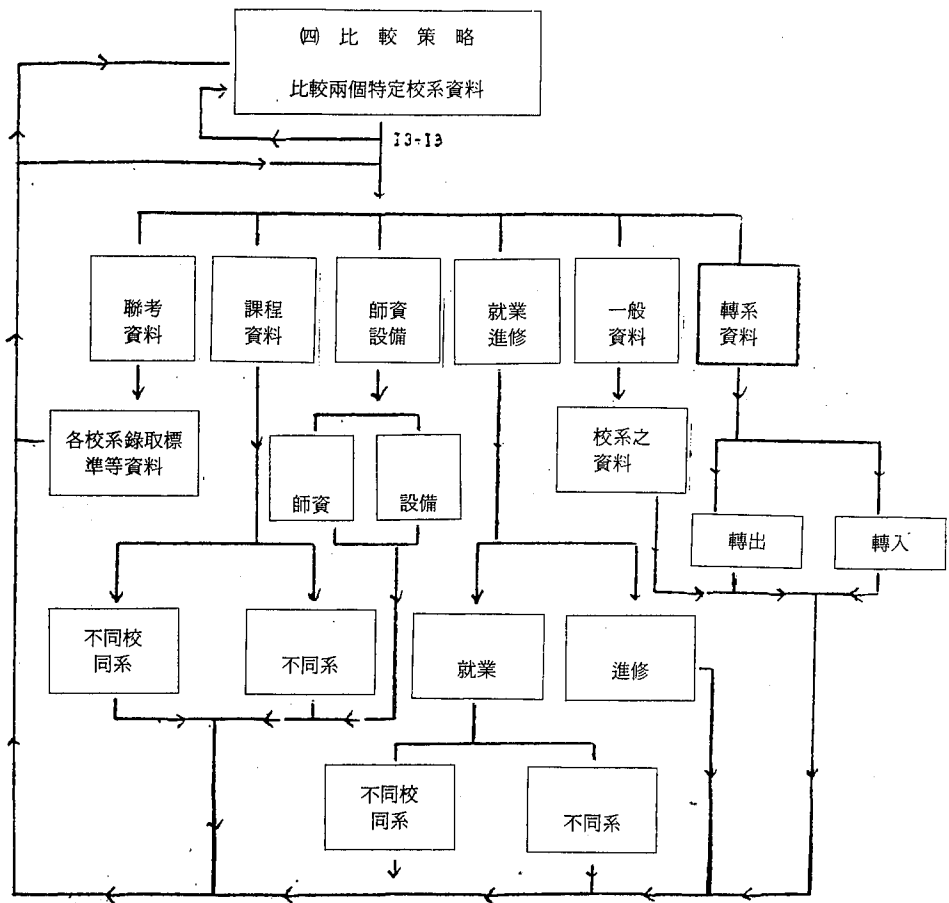 ㈣ 比較策略
比較兩個特定校系資料
I3-I3
聯考
資料
課程
資料
師資
設備
就業
進修
一般
資料
轉系
資料
各校系錄取標
準等資料
師資
設備
校系之
資料
轉出
轉入
不同校
同系
不同系
就業
進修
不同校
同系
不同系